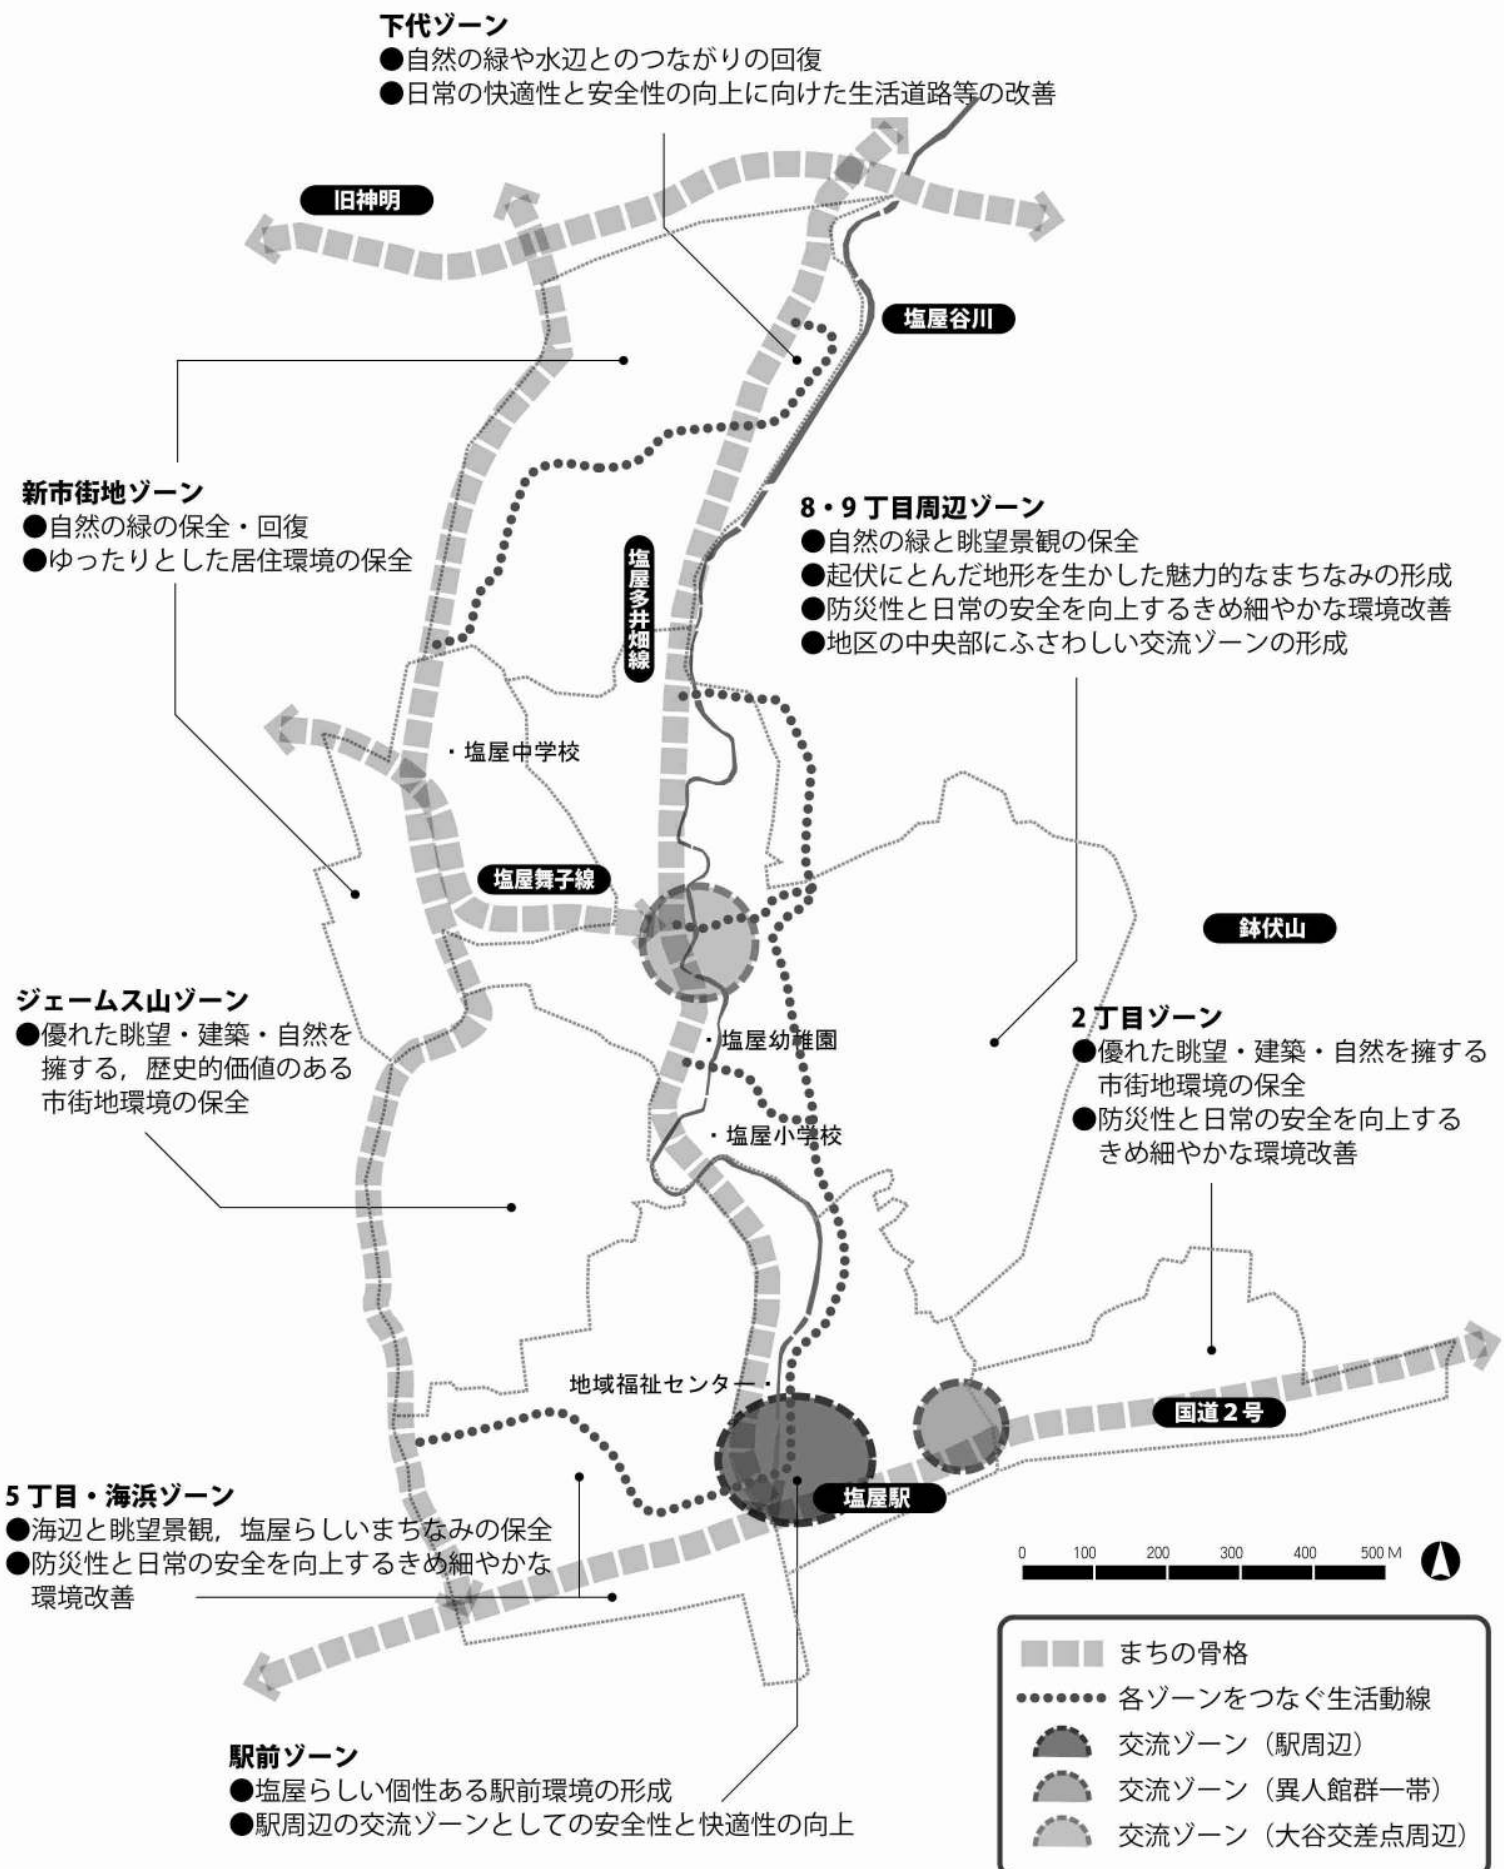 下代ゾーン
●自然の緑や水辺とのつながりの回復
●日常の快適性と安全性の向上に向けた生活道路等の改善
旧神明
塩屋谷川
新市街地ゾーン
●自然の緑の保全・回復
●ゆったりとした居住環境の保全
塩屋多井畑線
8・9丁目周辺ゾーン
●自然の緑と眺望景観の保全
●起伏にとんだ地形を生かした魅力的なまちなみの形成
●防災性と日常の安全を向上するきめ細やかな環境改善
●地区の中央部にふさわしい交流ゾーンの形成
・塩屋中学校
塩屋舞子線
鉢伏山
ジェームス山ゾーン
●優れた眺望・建築・自然を
擁する，歴史的価値のある
市街地環境の保全
2丁目ゾーン
●優れた眺望・建築・自然を擁する
市街地環境の保全
●防災性と日常の安全を向上する
きめ細やかな環境改善
・塩屋幼稚園
・塩屋小学校
地域福祉センター・
国道2号
塩屋駅
5丁目・海浜ゾーン
●海辺と眺望景観，塩屋らしいまちなみの保全
●防災性と日常の安全を向上するきめ細やかな
環境改善
0 100 200 300 400 500 M
駅前ゾーン
●塩屋らしい個性ある駅前環境の形成
●駅周辺の交流ゾーンとしての安全性と快適性の向上
まちの骨格
各ゾーンをつなぐ生活動線
交流ゾーン（駅周辺）
交流ゾーン（異人館群一帯）
交流ゾーン（大谷交差点周辺）